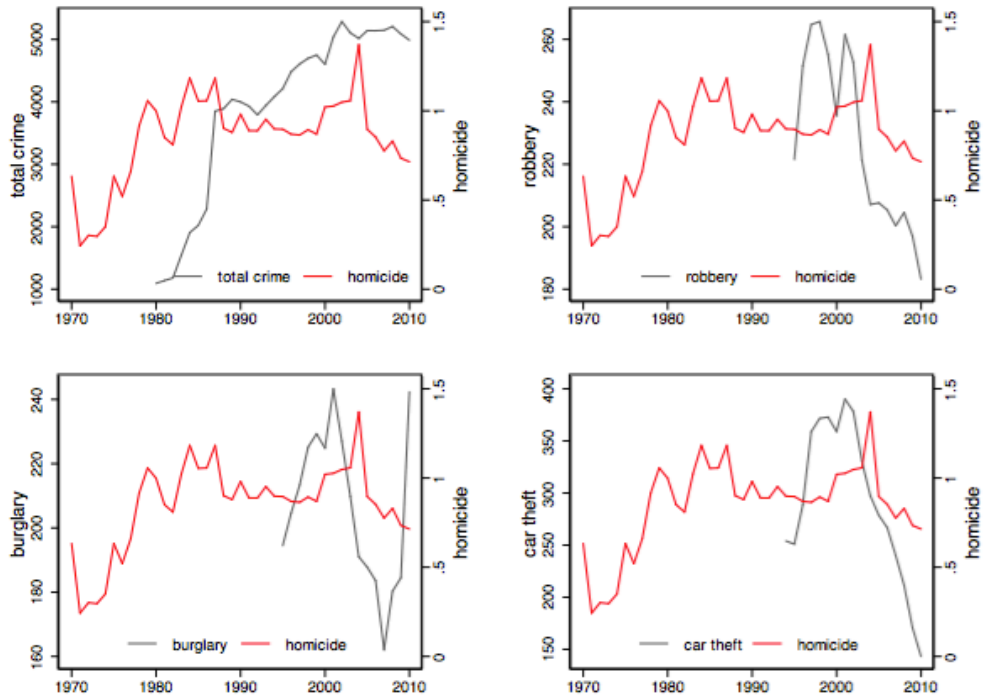 total crime
5000
4000
3000
2000
1000
1.5
1
.5
0
homicide
total crime homicide
1970 1980 1990 2000 2010
robbery
260
240
220
200
180
1.5
1
.5
0
homicide
robbery homicide
1970 1980 1990 2000 2010
burglary
240
220
200
180
160
1.5
1
.5
0
homicide
burglary homicide
1970 1980 1990 2000 2010
car theft
400
350
300
250
200
150
1.5
1
.5
0
homicide
car theft homicide
1970 1980 1990 2000 2010